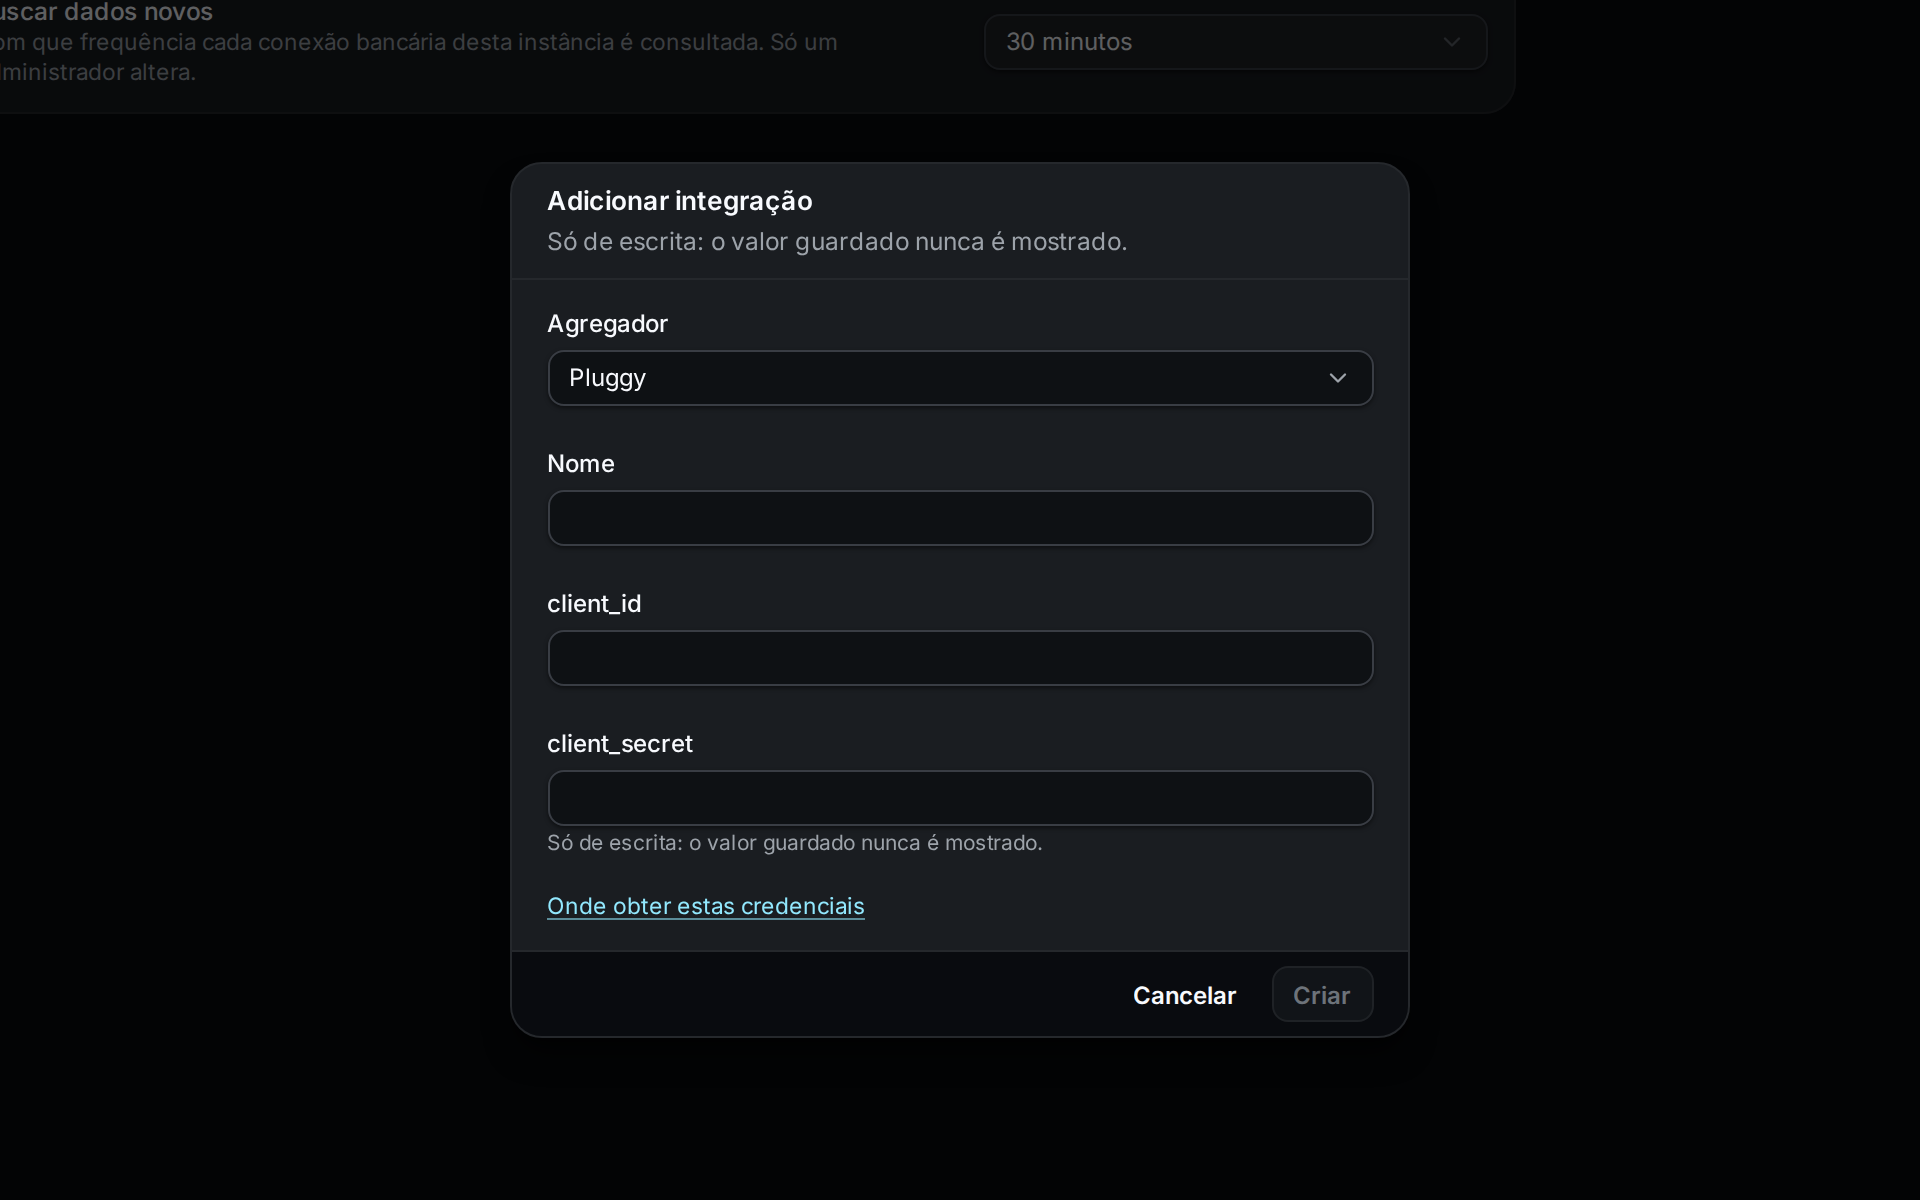 uscar dados novos
om que frequência cada conexão bancária desta instância é consultada. Só um
ministrador altera.
30 minutos
Adicionar integração
Só de escrita: o valor guardado nunca é mostrado.
Agregador
Pluggy
Nome
client_id
client_secret
Só de escrita: o valor guardado nunca é mostrado.
Onde obter estas credenciais
Cancelar
Criar